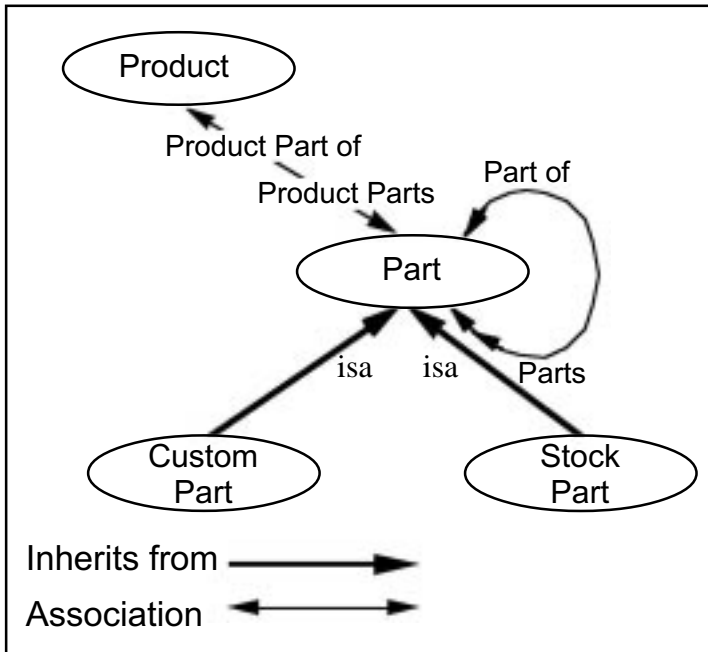 Product
Product Part of
Product Parts
Part of
Part
isa
isa
Parts
Custom
Part
Stock
Part
Inherits from
Association